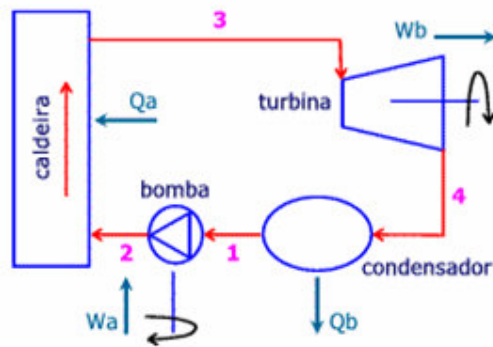 3
Wb
Qa
turbina
caldeira
bomba
4
2
1
condensador
Wa
Qb